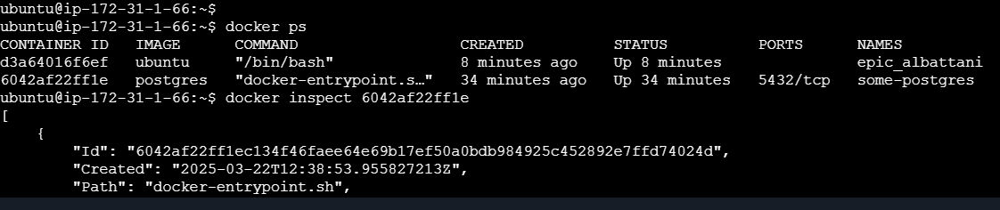 ubuntu@ip-172-31-1-66:~$
ubuntu@ip-172-31-1-66:~$ docker ps
CONTAINER ID   IMAGE      COMMAND                  CREATED          STATUS          PORTS      NAMES
d3a64016f6ef   ubuntu     "/bin/bash"              8 minutes ago    Up 8 minutes               epic_albattani
6042af22ff1e   postgres   "docker-entrypoint.s…"   34 minutes ago   Up 34 minutes   5432/tcp   some-postgres
ubuntu@ip-172-31-1-66:~$ docker inspect 6042af22ff1e
[
    {
        "Id": "6042af22ff1ec134f46faee64e69b17ef50a0bdb984925c452892e7ffd74024d",
        "Created": "2025-03-22T12:38:53.955827213Z",
        "Path": "docker-entrypoint.sh",